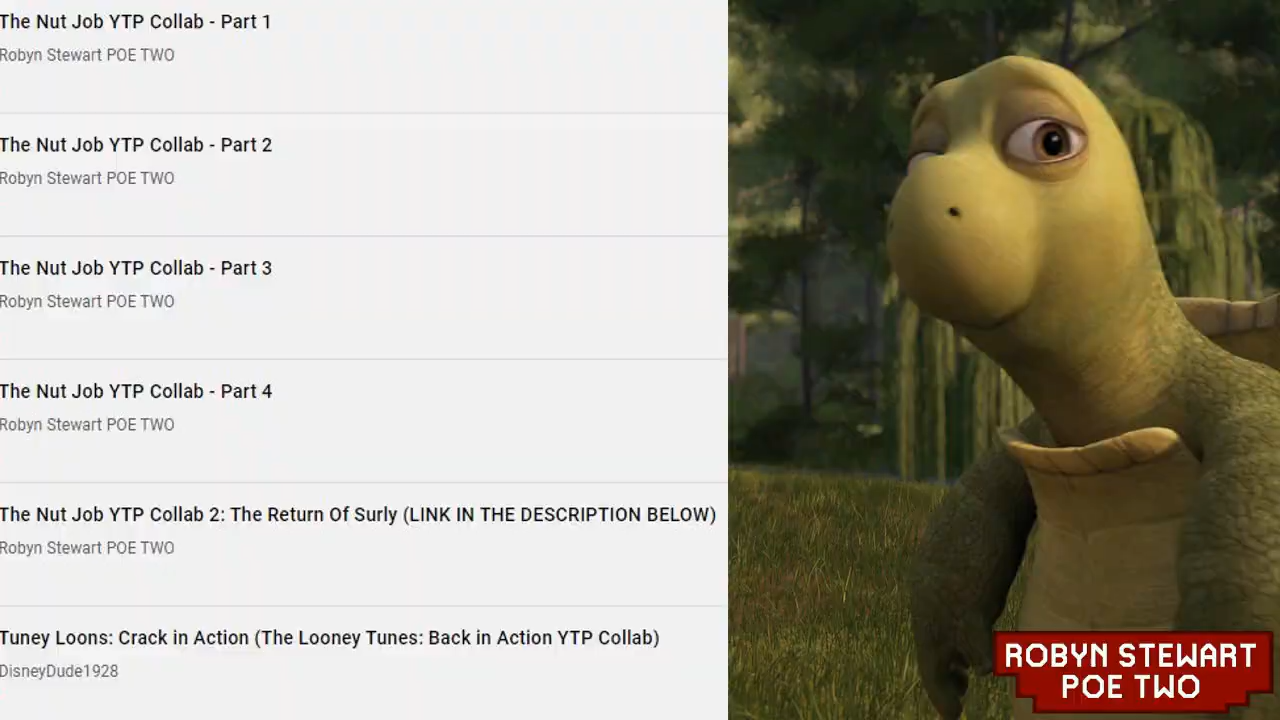 The Nut Job YTP Collab - Part 1
Robyn Stewart POE TWO
The Nut Job YTP Collab - Part 2
Robyn Stewart POE TWO
The Nut Job YTP Collab - Part 3
Robyn Stewart POE TWO
The Nut Job YTP Collab - Part 4
Robyn Stewart POE TWO
The Nut Job YTP Collab 2: The Return Of Surly (LINK IN THE DESCRIPTION BELOW)
Robyn Stewart POE TWO
Tuney Loons: Crack in Action (The Looney Tunes: Back in Action YTP Collab)
DisneyDude1928
ROBYN STEWART
POE TWO